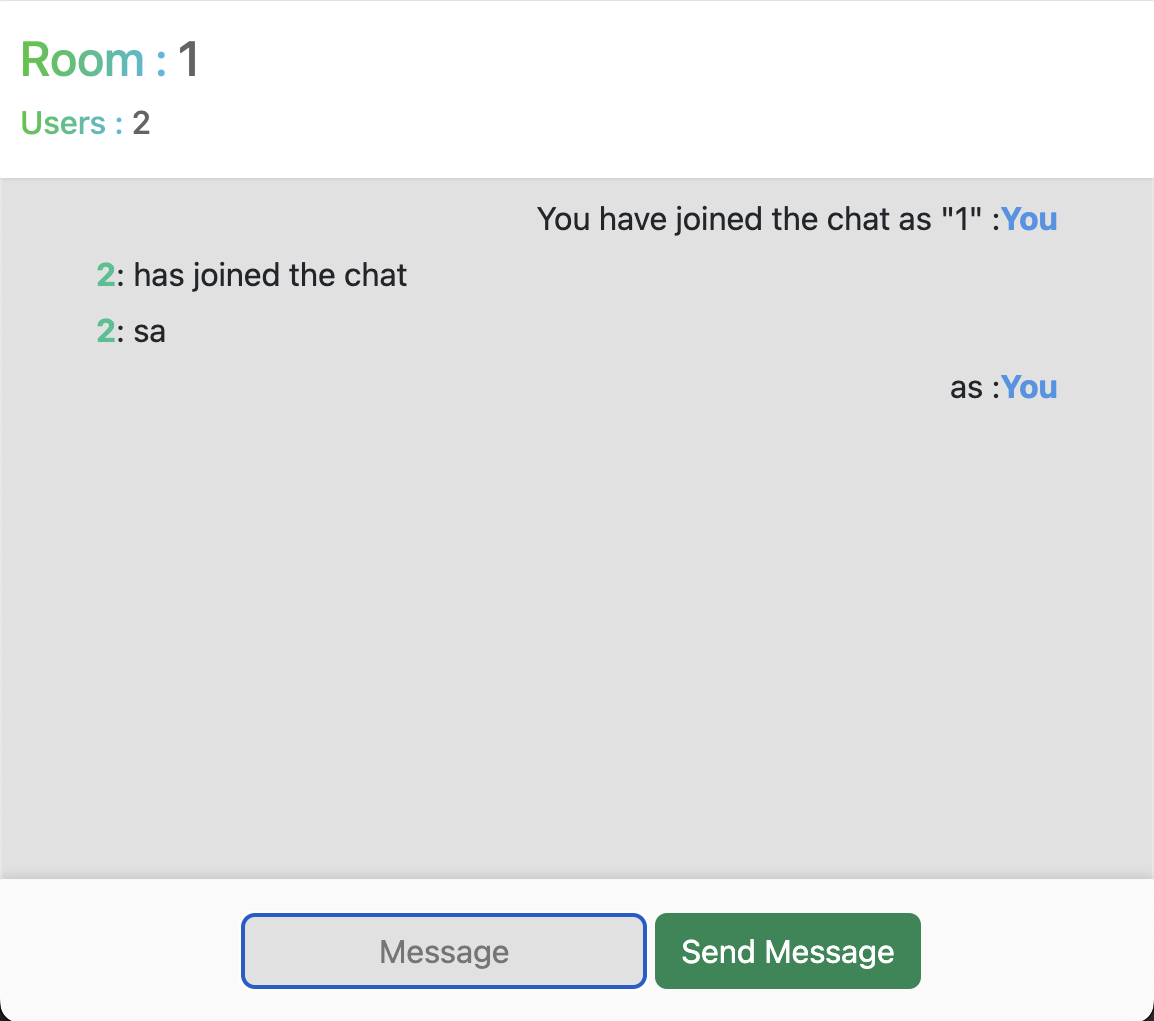 Room : 1
Users : 2
You have joined the chat as "1" :You
2: has joined the chat
2: sa
as :You
Message
Send Message